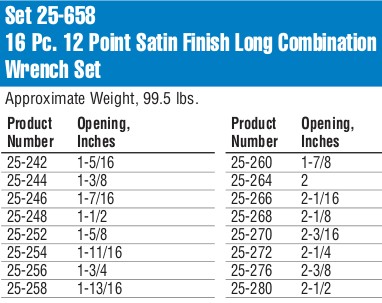 Set 25-658
16 Pc. 12 Point Satin Finish Long Combination
Wrench Set
Approximate Weight, 99.5 lbs.
Product Number Opening, Inches
25-242 1-5/16
25-244 1-3/8
25-246 1-7/16
25-248 1-1/2
25-252 1-5/8
25-254 1-11/16
25-256 1-3/4
25-258 1-13/16
Product Number Opening, Inches
25-260 1-7/8
25-264 2
25-266 2-1/16
25-268 2-1/8
25-270 2-3/16
25-272 2-1/4
25-276 2-3/8
25-280 2-1/2